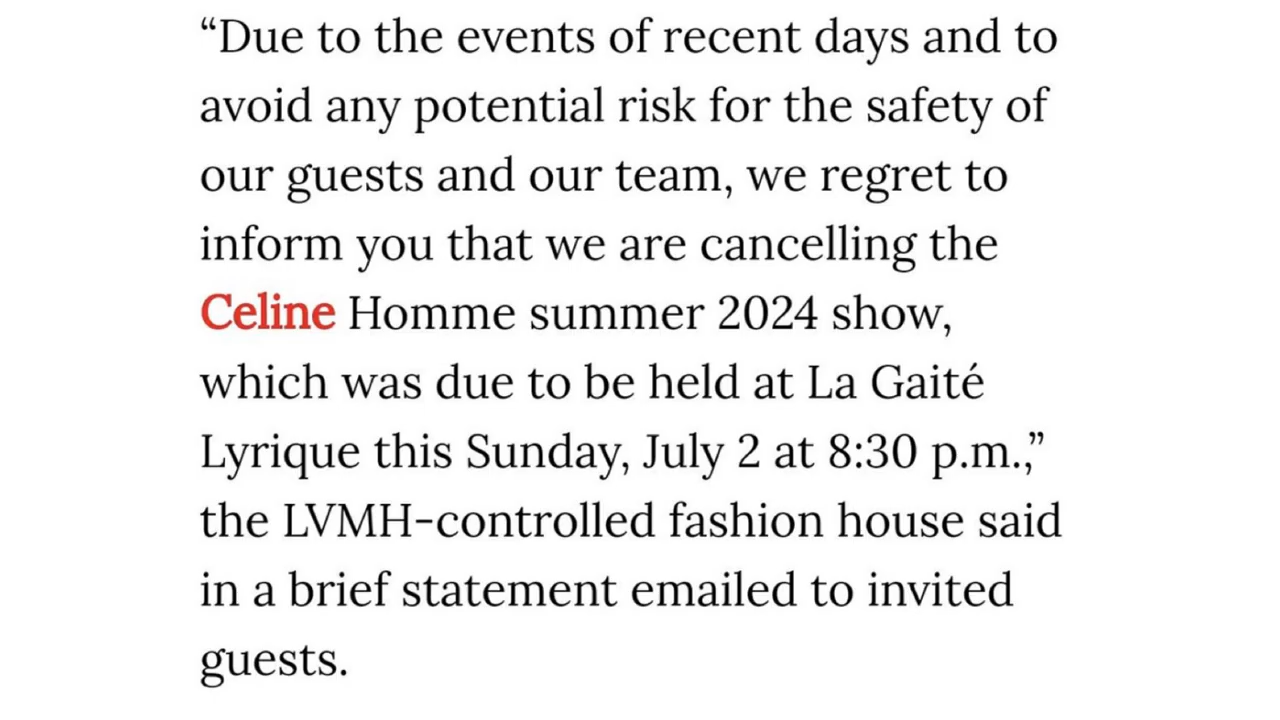 “Due to the events of recent days and to
avoid any potential risk for the safety of
our guests and our team, we regret to
inform you that we are cancelling the
Celine Homme summer 2024 show,
which was due to be held at La Gaité
Lyrique this Sunday, July 2 at 8:30 p.m.,”
the LVMH-controlled fashion house said
in a brief statement emailed to invited
guests.